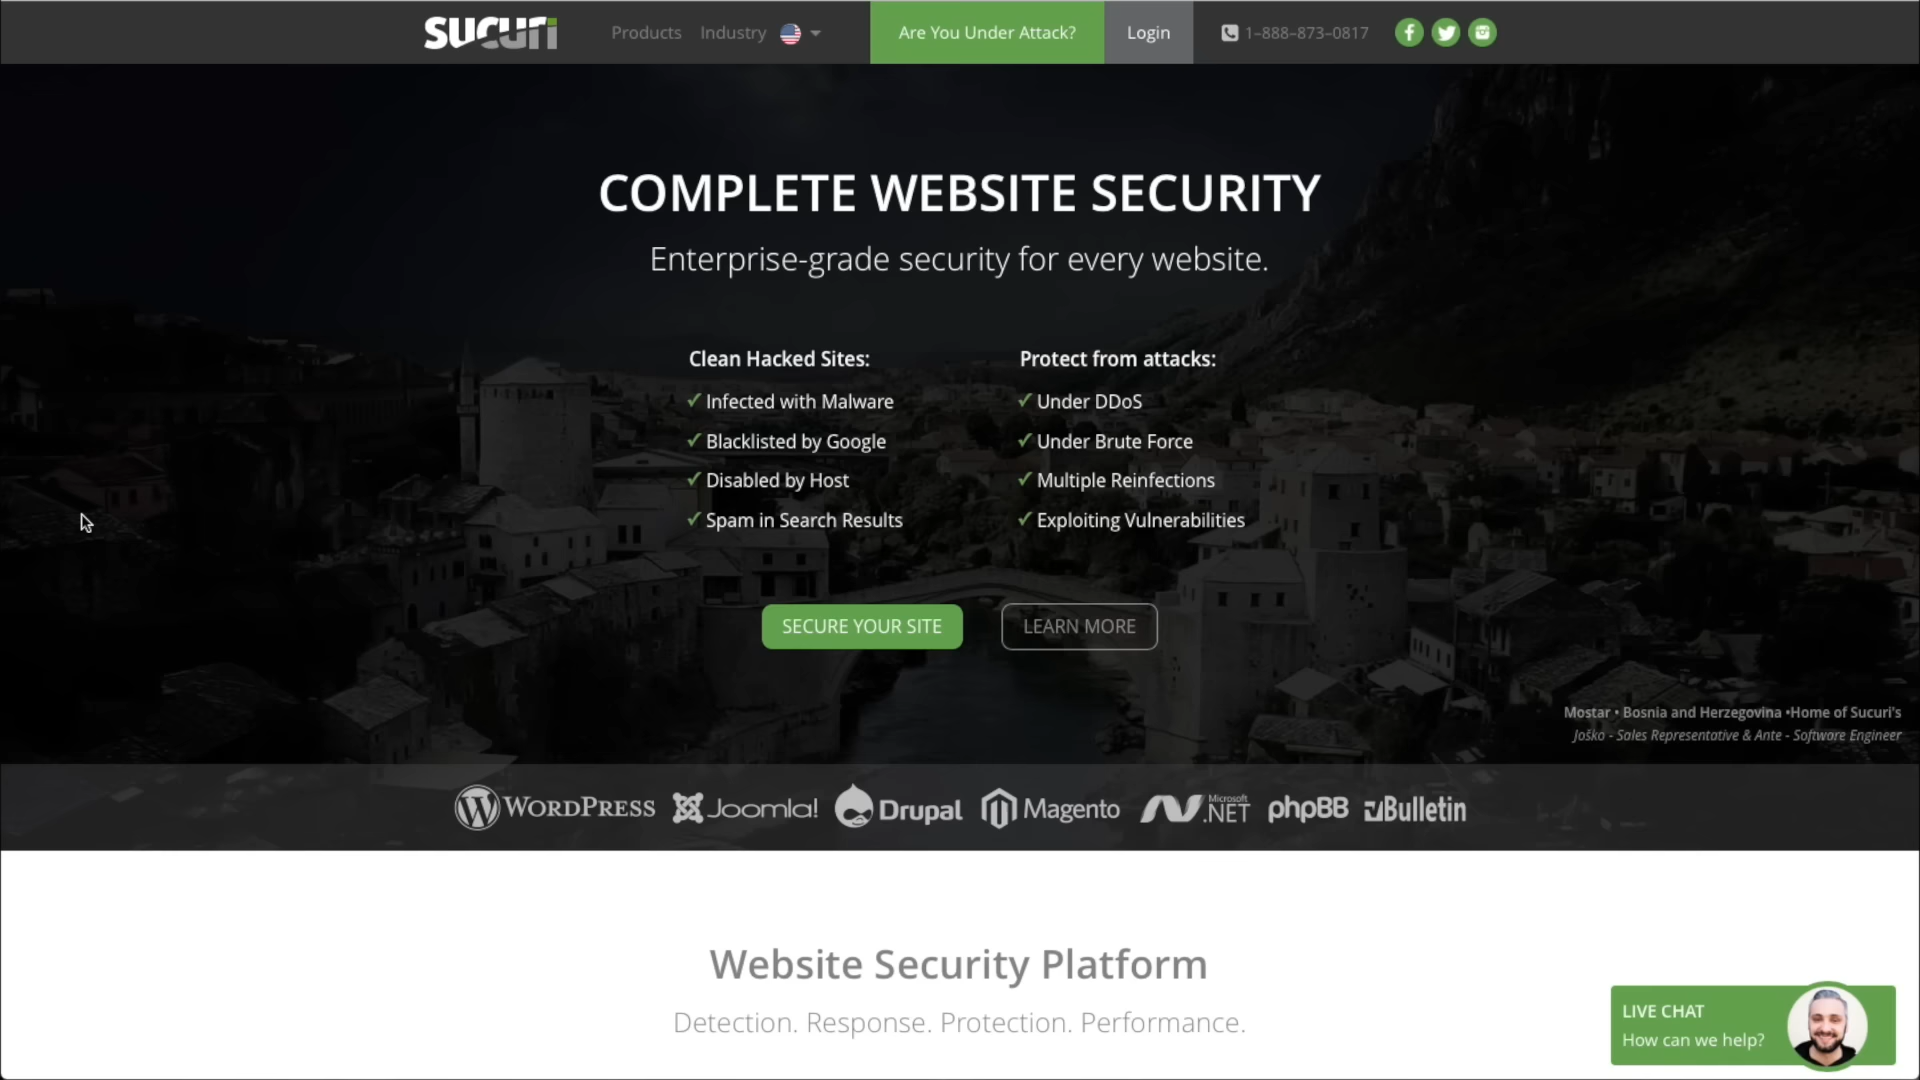 sucuri
Products Industry Are You Under Attack? Login 1-888-873-0817
COMPLETE WEBSITE SECURITY
Enterprise-grade security for every website.
Clean Hacked Sites:
✓ Infected with Malware
✓ Blacklisted by Google
✓ Disabled by Host
✓ Spam in Search Results
Protect from attacks:
✓ Under DDoS
✓ Under Brute Force
✓ Multiple Reinfections
✓ Exploiting Vulnerabilities
SECURE YOUR SITE LEARN MORE
Mostar • Bosnia and Herzegovina •Home of Sucuri's
Joško - Sales Representative & Ante - Software Engineer
WORDPRESS Joomla! Drupal Magento Microsoft .NET phpBB vBulletin
Website Security Platform
Detection. Response. Protection. Performance.
LIVE CHAT
How can we help?